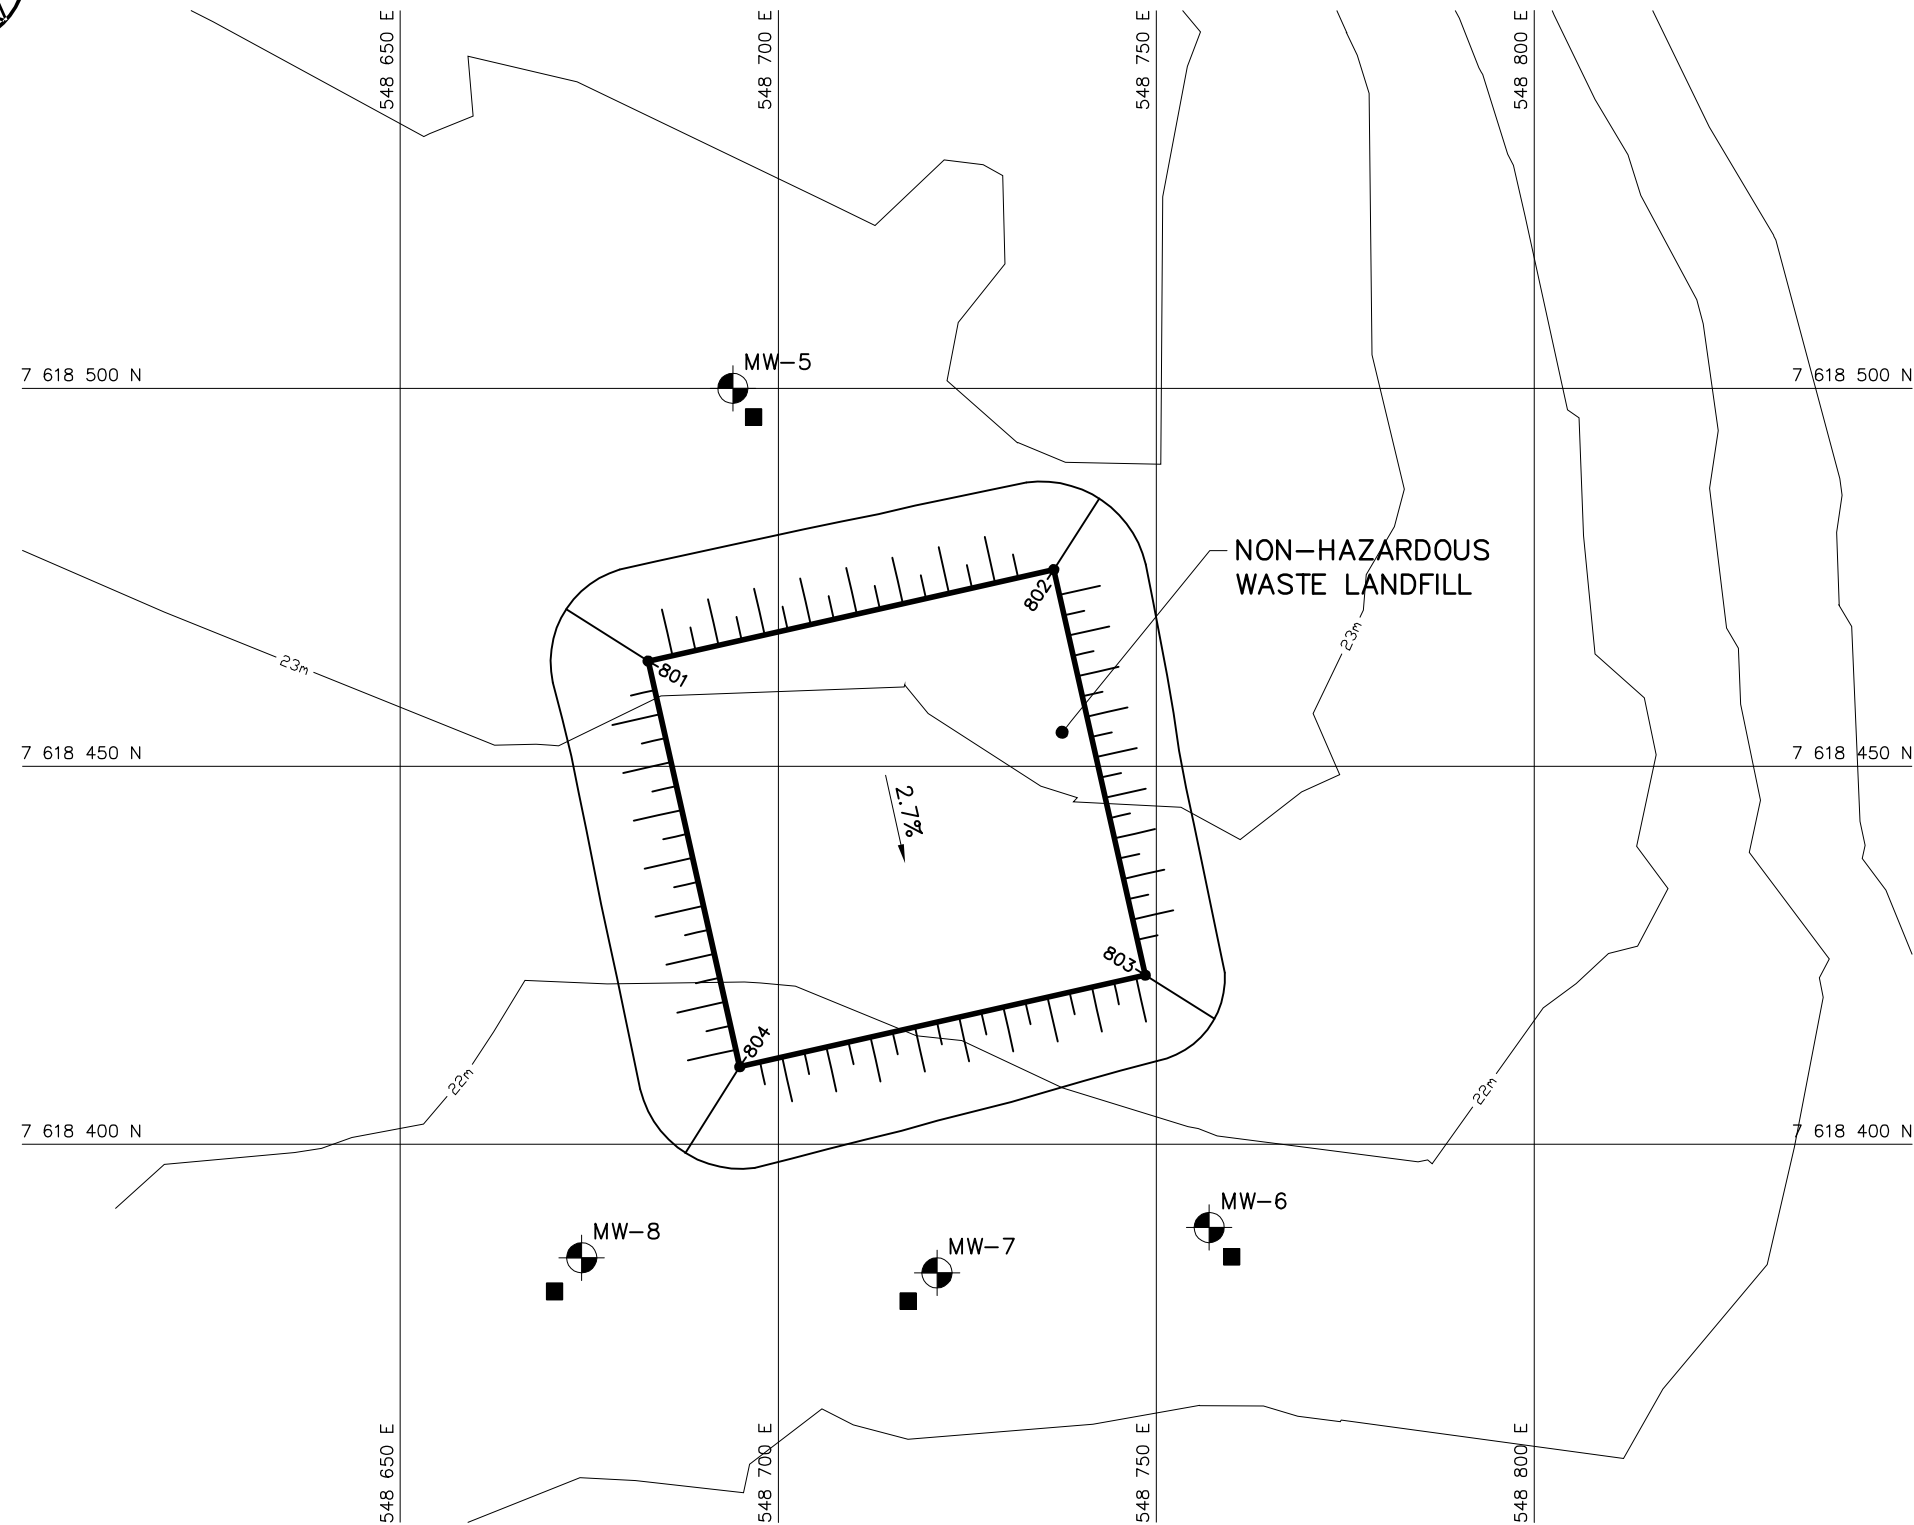 548 650 E
548 700 E
548 750 E
548 800 E
MW-5
7 618 500 N
7 618 500 N
NON-HAZARDOUS
WASTE LANDFILL
802
23m
23m
801
7 618 450 N
7 618 450 N
2.7%
803
804
22m
22m
7 618 400 N
7 618 400 N
MW-6
MW-8
MW-7
548 650 E
548 700 E
548 750 E
548 800 E